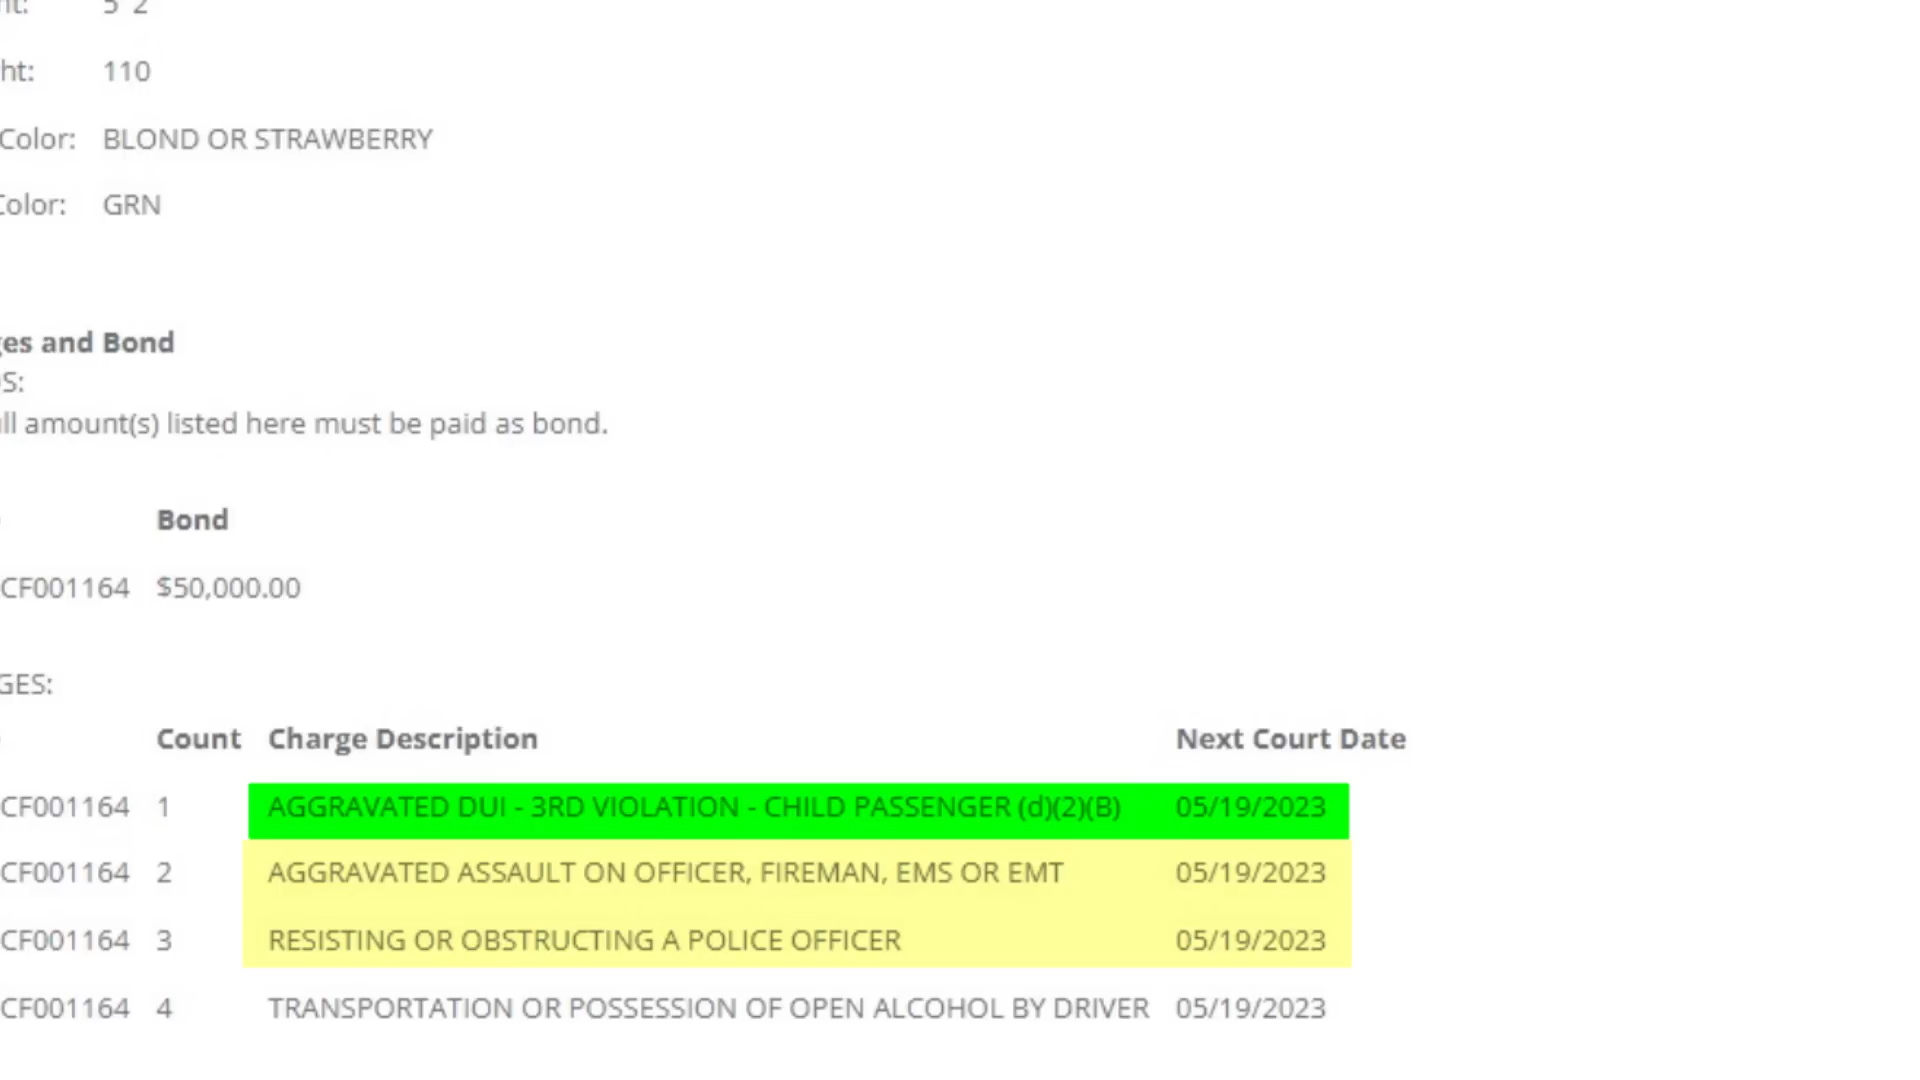 5' 2
ht: 110
Color: BLOND OR STRAWBERRY
Color: GRN
ges and Bond
S:
ll amount(s) listed here must be paid as bond.
Bond
CF001164 $50,000.00
GES:
Count Charge Description Next Court Date
CF001164 1 AGGRAVATED DUI - 3RD VIOLATION - CHILD PASSENGER (d)(2)(B) 05/19/2023
CF001164 2 AGGRAVATED ASSAULT ON OFFICER, FIREMAN, EMS OR EMT 05/19/2023
CF001164 3 RESISTING OR OBSTRUCTING A POLICE OFFICER 05/19/2023
CF001164 4 TRANSPORTATION OR POSSESSION OF OPEN ALCOHOL BY DRIVER 05/19/2023